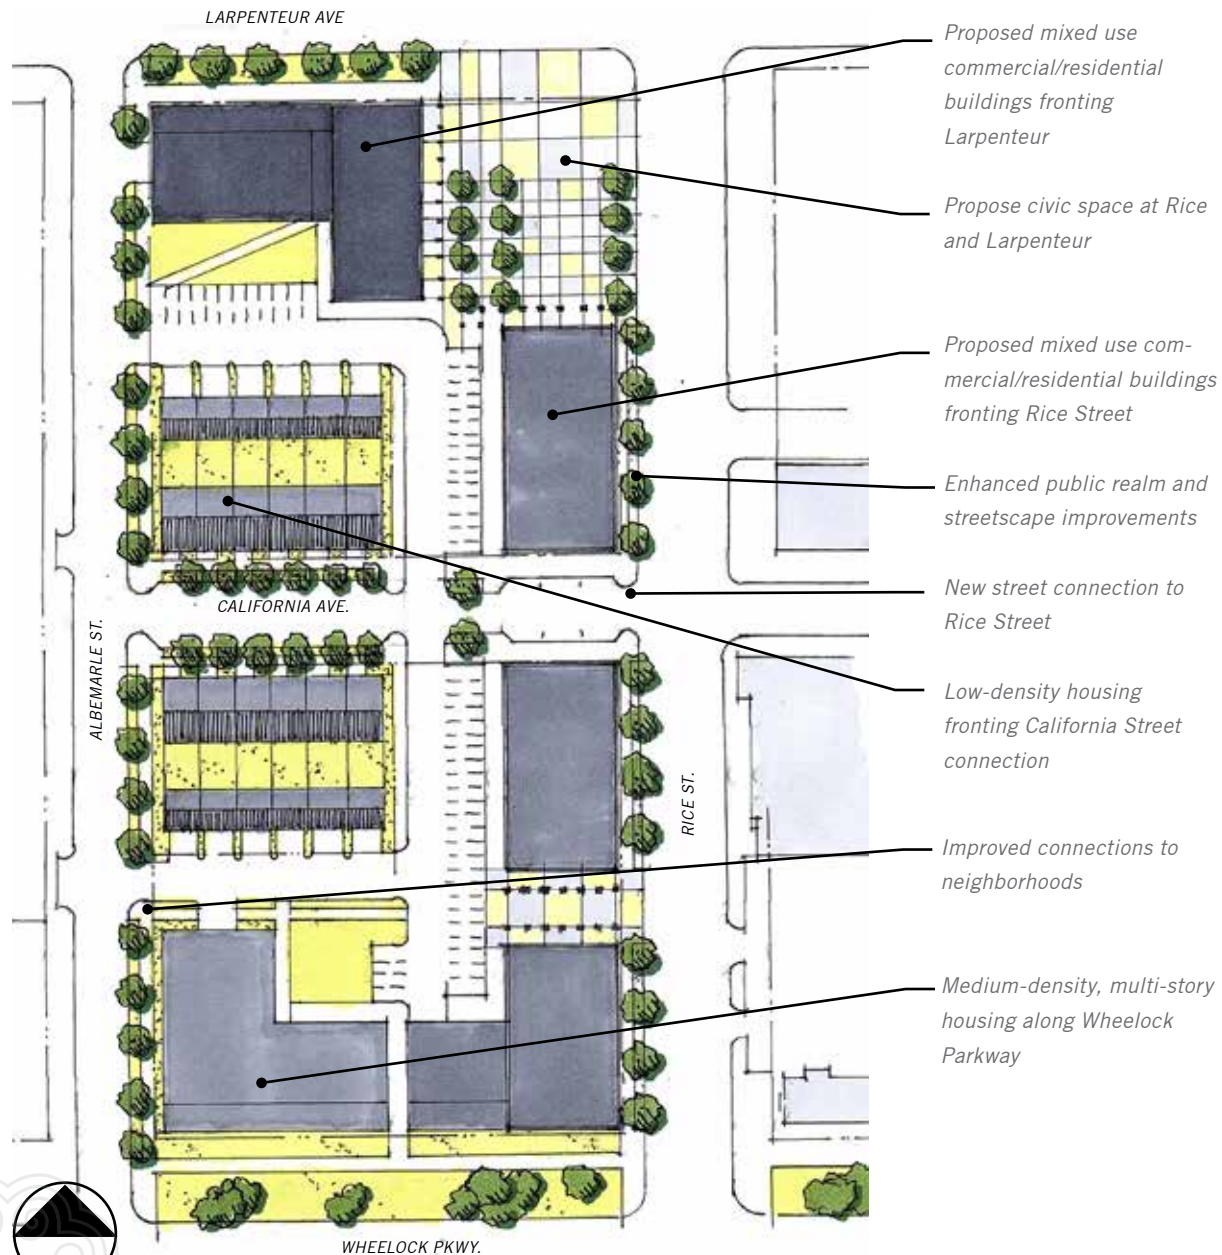 LARPENTEUR AVE
Proposed mixed use
commercial/residential
buildings fronting
Larpenteur
Propose civic space at Rice
and Larpenteur
Proposed mixed use com-
mercial/residential buildings
fronting Rice Street
Enhanced public realm and
streetscape improvements
New street connection to
Rice Street
CALIFORNIA AVE.
ALBEMARLE ST.
Low-density housing
fronting California Street
connection
RICE ST.
Improved connections to
neighborhoods
Medium-density, multi-story
housing along Wheelock
Parkway
WHEELOCK PKWY.